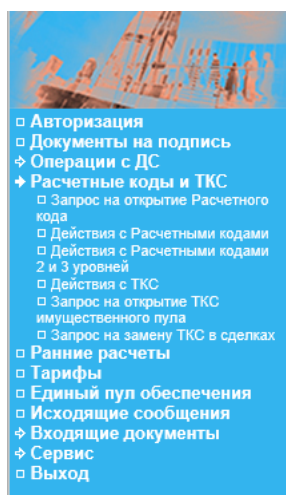 Авторизация
Документы на подпись
Операции с ДС
Расчетные коды и ТКС
Запрос на открытие Расчетного
кода
Действия с Расчетными кодами
Действия с Расчетными кодами
2 и 3 уровней
Действия с ТКС
Запрос на открытие ТКС
имущественного пула
Запрос на замену ТКС в сделках
Ранние расчеты
Тарифы
Единый пул обеспечения
Исходящие сообщения
Входящие документы
Сервис
Выход